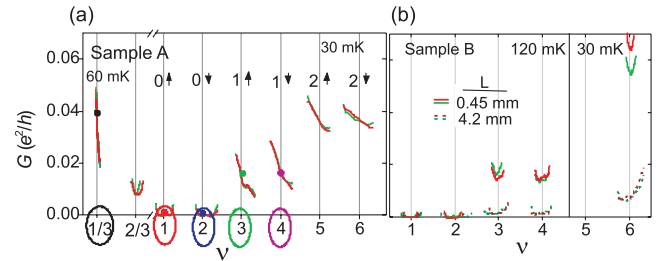 (a)
Sample A
30 mK
60 mK
0↑ 0↓ 1↑ 1↓ 2↑ 2↓
G (e²/h)
0.06
0.04
0.02
0.00
1/3 2/3 1 2 3 4 5 6
ν
(b)
Sample B 120 mK 30 mK
L
0.45 mm
4.2 mm
1 2 3 4 6
ν